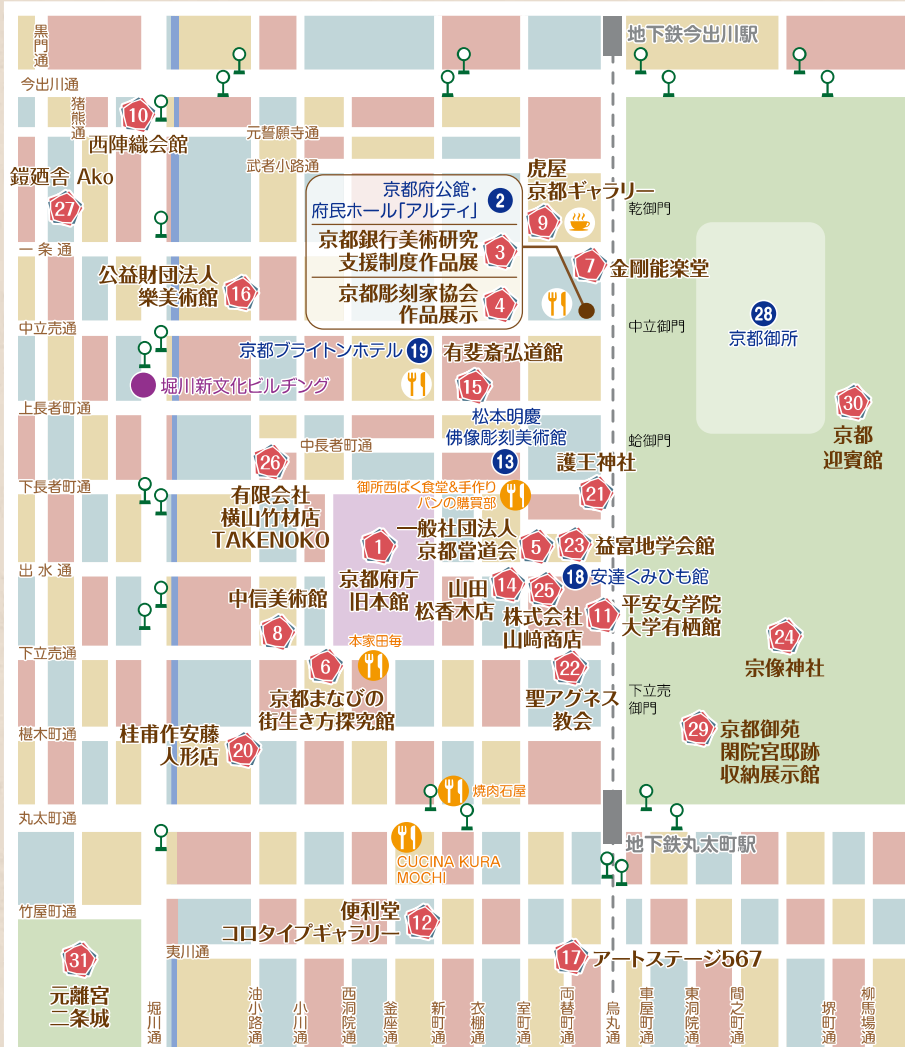 黒門通
地下鉄今出川駅
今出川通
猪熊通
10
西陣織会館
元誓願寺通
武者小路通
鎧廼舎 Ako
27
京都府公館・
府民ホール「アルティ」
2
京都銀行美術研究
支援制度作品展
3
京都彫刻家協会
作品展示
4
虎屋
京都ギャラリー
9
乾御門
一条通
7
金剛能楽堂
公益財団法人
樂美術館
16
中立売通
中立御門
28
京都御所
京都ブライトンホテル
19
有斐斎弘道館
15
堀川新文化ビルヂング
上長者町通
30
京都
迎賓館
松本明慶
佛像彫刻美術館
13
中長者町通
蛤御門
26
有限会社
横山竹材店
TAKENOKO
護王神社
21
下長者町通
御所西ばく食堂&手作り
パンの購買部
一般社団法人
京都當道会
5
23
益富地学会館
1
京都府庁
旧本館
出水通
18
安達くみひも館
山田
松香木店
14
25
株式会社
山﨑商店
11
平安女学院
大学有栖館
中信美術館
8
24
宗像神社
下立売通
本家田毎
6
京都まなびの
街生き方探究館
22
聖アグネス
教会
下立売
御門
29
京都御苑
閑院宮邸跡
収納展示館
椹木町通
桂甫作安藤
人形店
20
焼肉石屋
丸太町通
地下鉄丸太町駅
CUCINA KURA
MOCHI
竹屋町通
便利堂
コロタイプギャラリー
12
夷川通
17
アートステージ567
31
元離宮
二条城
堀川通
油小路通
小川通
西洞院通
釜座通
新町通
衣棚通
室町通
両替町通
烏丸通
車屋町通
東洞院通
間之町通
堺町通
柳馬場通